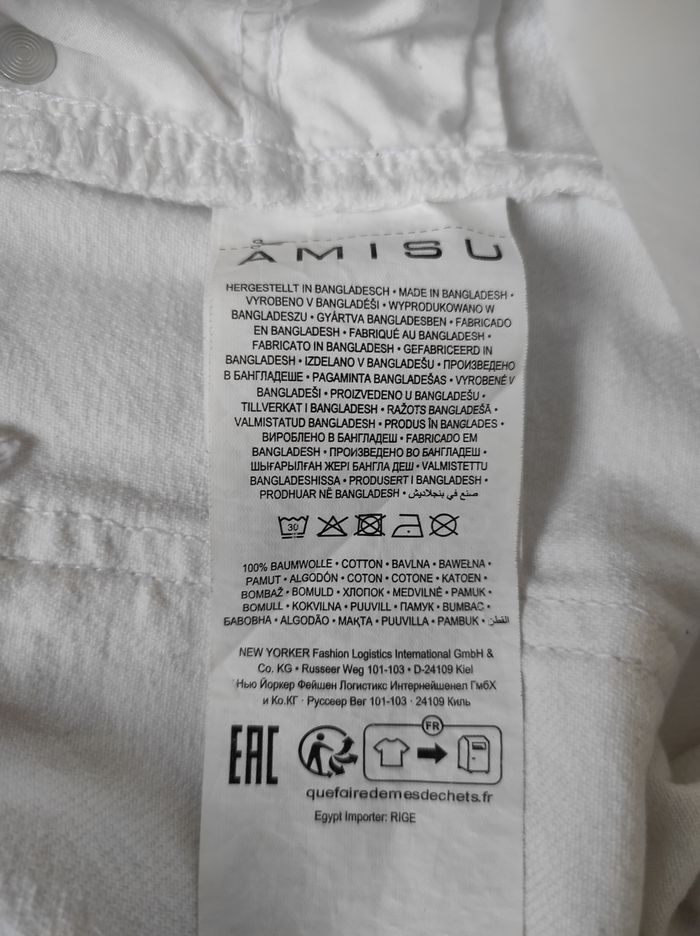 AMISU
HERGESTELLT IN BANGLADESCH • MADE IN BANGLADESH •
VYROBENO V BANGLADÉŠI • WYPRODUKOWANO W
BANGLADESZU • GYÁRTVA BANGLADESBEN • FABRICADO
EN BANGLADESH • FABRIQUÉ AU BANGLADESH •
FABRICATO IN BANGLADESH • GEFABRICEERD IN
BANGLADESH • IZDELANO V BANGLADEŠU • ПРОИЗВЕДЕНО
В БАНГЛАДЕШЕ • PAGAMINTA BANGLADEŠAS • VYROBENÉ V
BANGLADEŠI • PROIZVEDENO U BANGLADEŠU •
TILLVERKAT I BANGLADESH • RAŽOTS BANGLADEŠĀ •
VALMISTATUD BANGLADESH • PRODUS ÎN BANGLADES •
ВИРОБЛЕНО В БАНГЛАДЕШ • FABRICADO EM
BANGLADESH • ПРОИЗВЕДЕНО ВО БАНГЛАДЕШ •
ШЫҒАРЫЛҒАН ЖЕРІ БАНГЛА ДЕШ • VALMISTETTU
BANGLADESHISSA • PRODUSERT I BANGLADESH •
PRODHUAR NË BANGLADESH • صنع في بنجلاديش
30
100% BAUMWOLLE • COTTON • BAVLNA • BAWEŁNA •
PAMUT • ALGODÓN • COTON • COTONE • KATOEN •
BOMBAŽ • BOMULD • ХЛОПОК • MEDVILNĖ • PAMUK •
BOMULL • KOKVILNA • PUUVILL • ПАМУК • BUMBAC •
БАВОВНА • ALGODÃO • МАҚТА • PUUVILLA • PAMBUK • القطن
NEW YORKER Fashion Logistics International GmbH &
Co. KG • Russeer Weg 101-103 • D-24109 Kiel
Нью Йоркер Фейшен Логистикс Интернейшенел ГмбХ
и Ко.КГ · Руссеер Вег 101-103 · 24109 Киль
EAC
FR
quefairedemesdechets.fr
Egypt Importer: RIGE